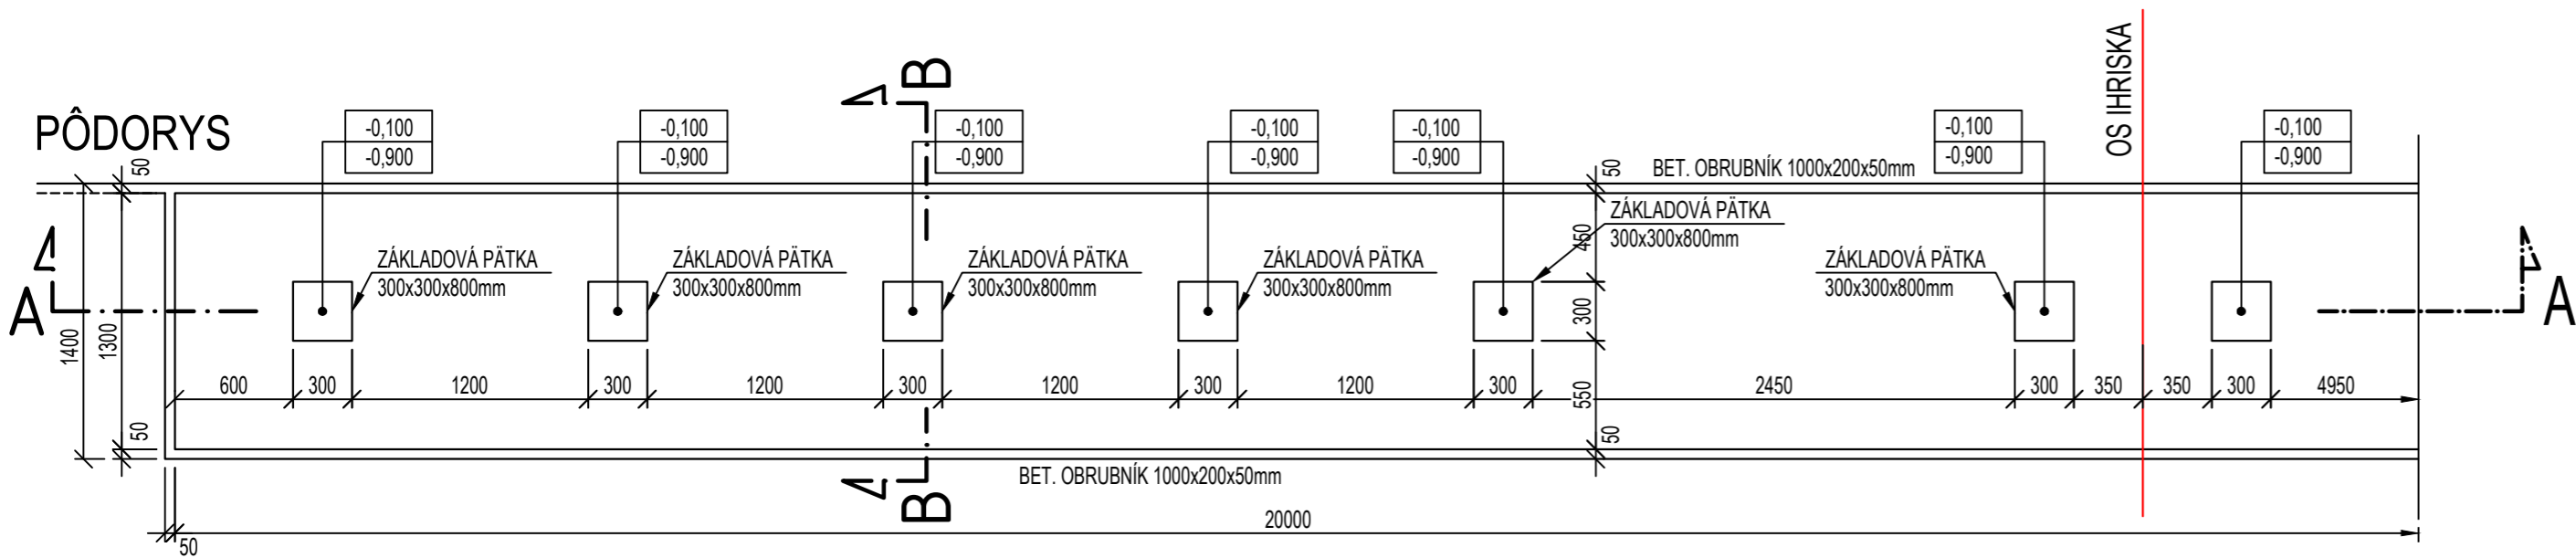 PÔDORYS
B
OS IHRISKA
-0,100
-0,900
-0,100
-0,900
-0,100
-0,900
-0,100
-0,900
-0,100
-0,900
-0,100
-0,900
-0,100
-0,900
50
50
BET. OBRUBNÍK 1000x200x50mm
ZÁKLADOVÁ PÄTKA
300x300x800mm
ZÁKLADOVÁ PÄTKA
300x300x800mm
ZÁKLADOVÁ PÄTKA
300x300x800mm
ZÁKLADOVÁ PÄTKA
300x300x800mm
ZÁKLADOVÁ PÄTKA
300x300x800mm
ZÁKLADOVÁ PÄTKA
300x300x800mm
450
300
550
50
A
A
1400
1300
50
600
300
1200
300
1200
300
1200
300
1200
300
2450
300
350
350
300
4950
BET. OBRUBNÍK 1000x200x50mm
B
20000
50